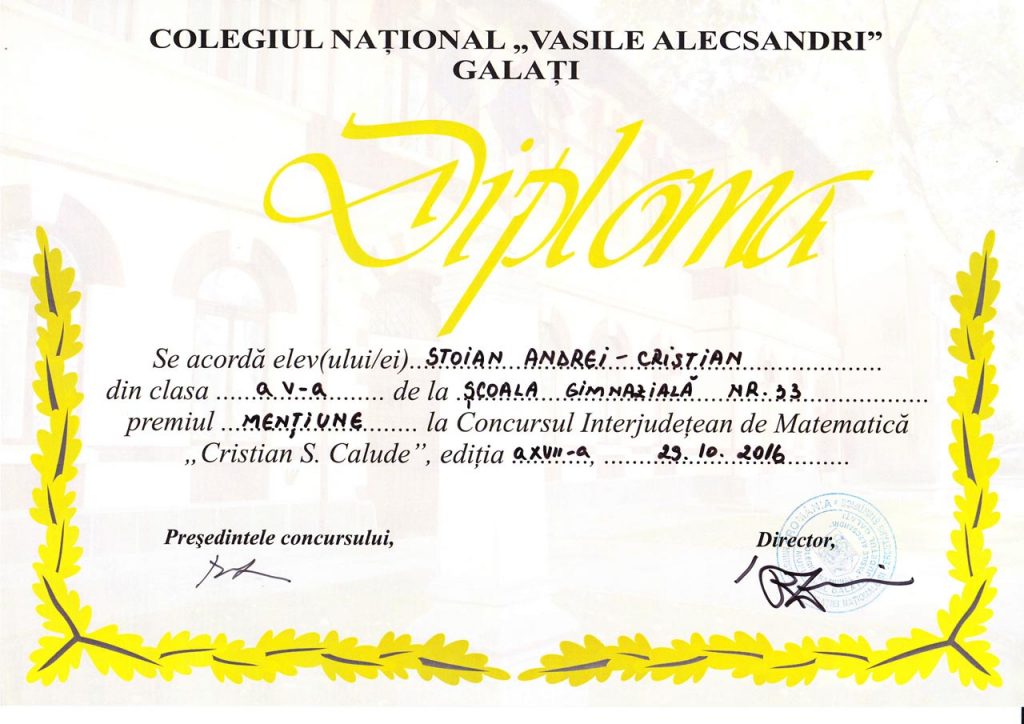 COLEGIUL NAȚIONAL „VASILE ALECSANDRI”
GALAȚI
Diploma
Se acordă elev(ului/ei)..STOIAN ANDREI - CRISTIAN....................
din clasa ......a V-a......... de la .ȘCOALA GIMNAZIALĂ NR. 33..................
premiul ...MENȚIUNE........ la Concursul Interjudețean de Matematică
„Cristian S. Calude”, ediția a XVII-a, ........29.10.2016.........
Preşedintele concursului,
Director,
ROMÂNIA